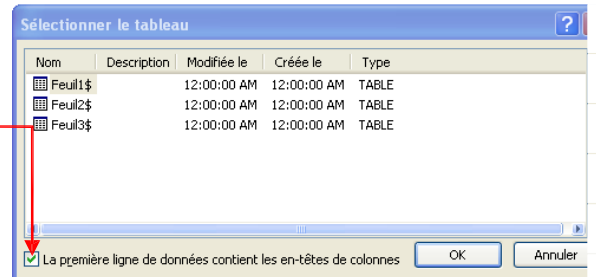 Sélectionner le tableau
Nom Description Modifiée le Créée le Type
Feuil1$ 12:00:00 AM 12:00:00 AM TABLE
Feuil2$ 12:00:00 AM 12:00:00 AM TABLE
Feuil3$ 12:00:00 AM 12:00:00 AM TABLE
La première ligne de données contient les en-têtes de colonnes OK Annuler